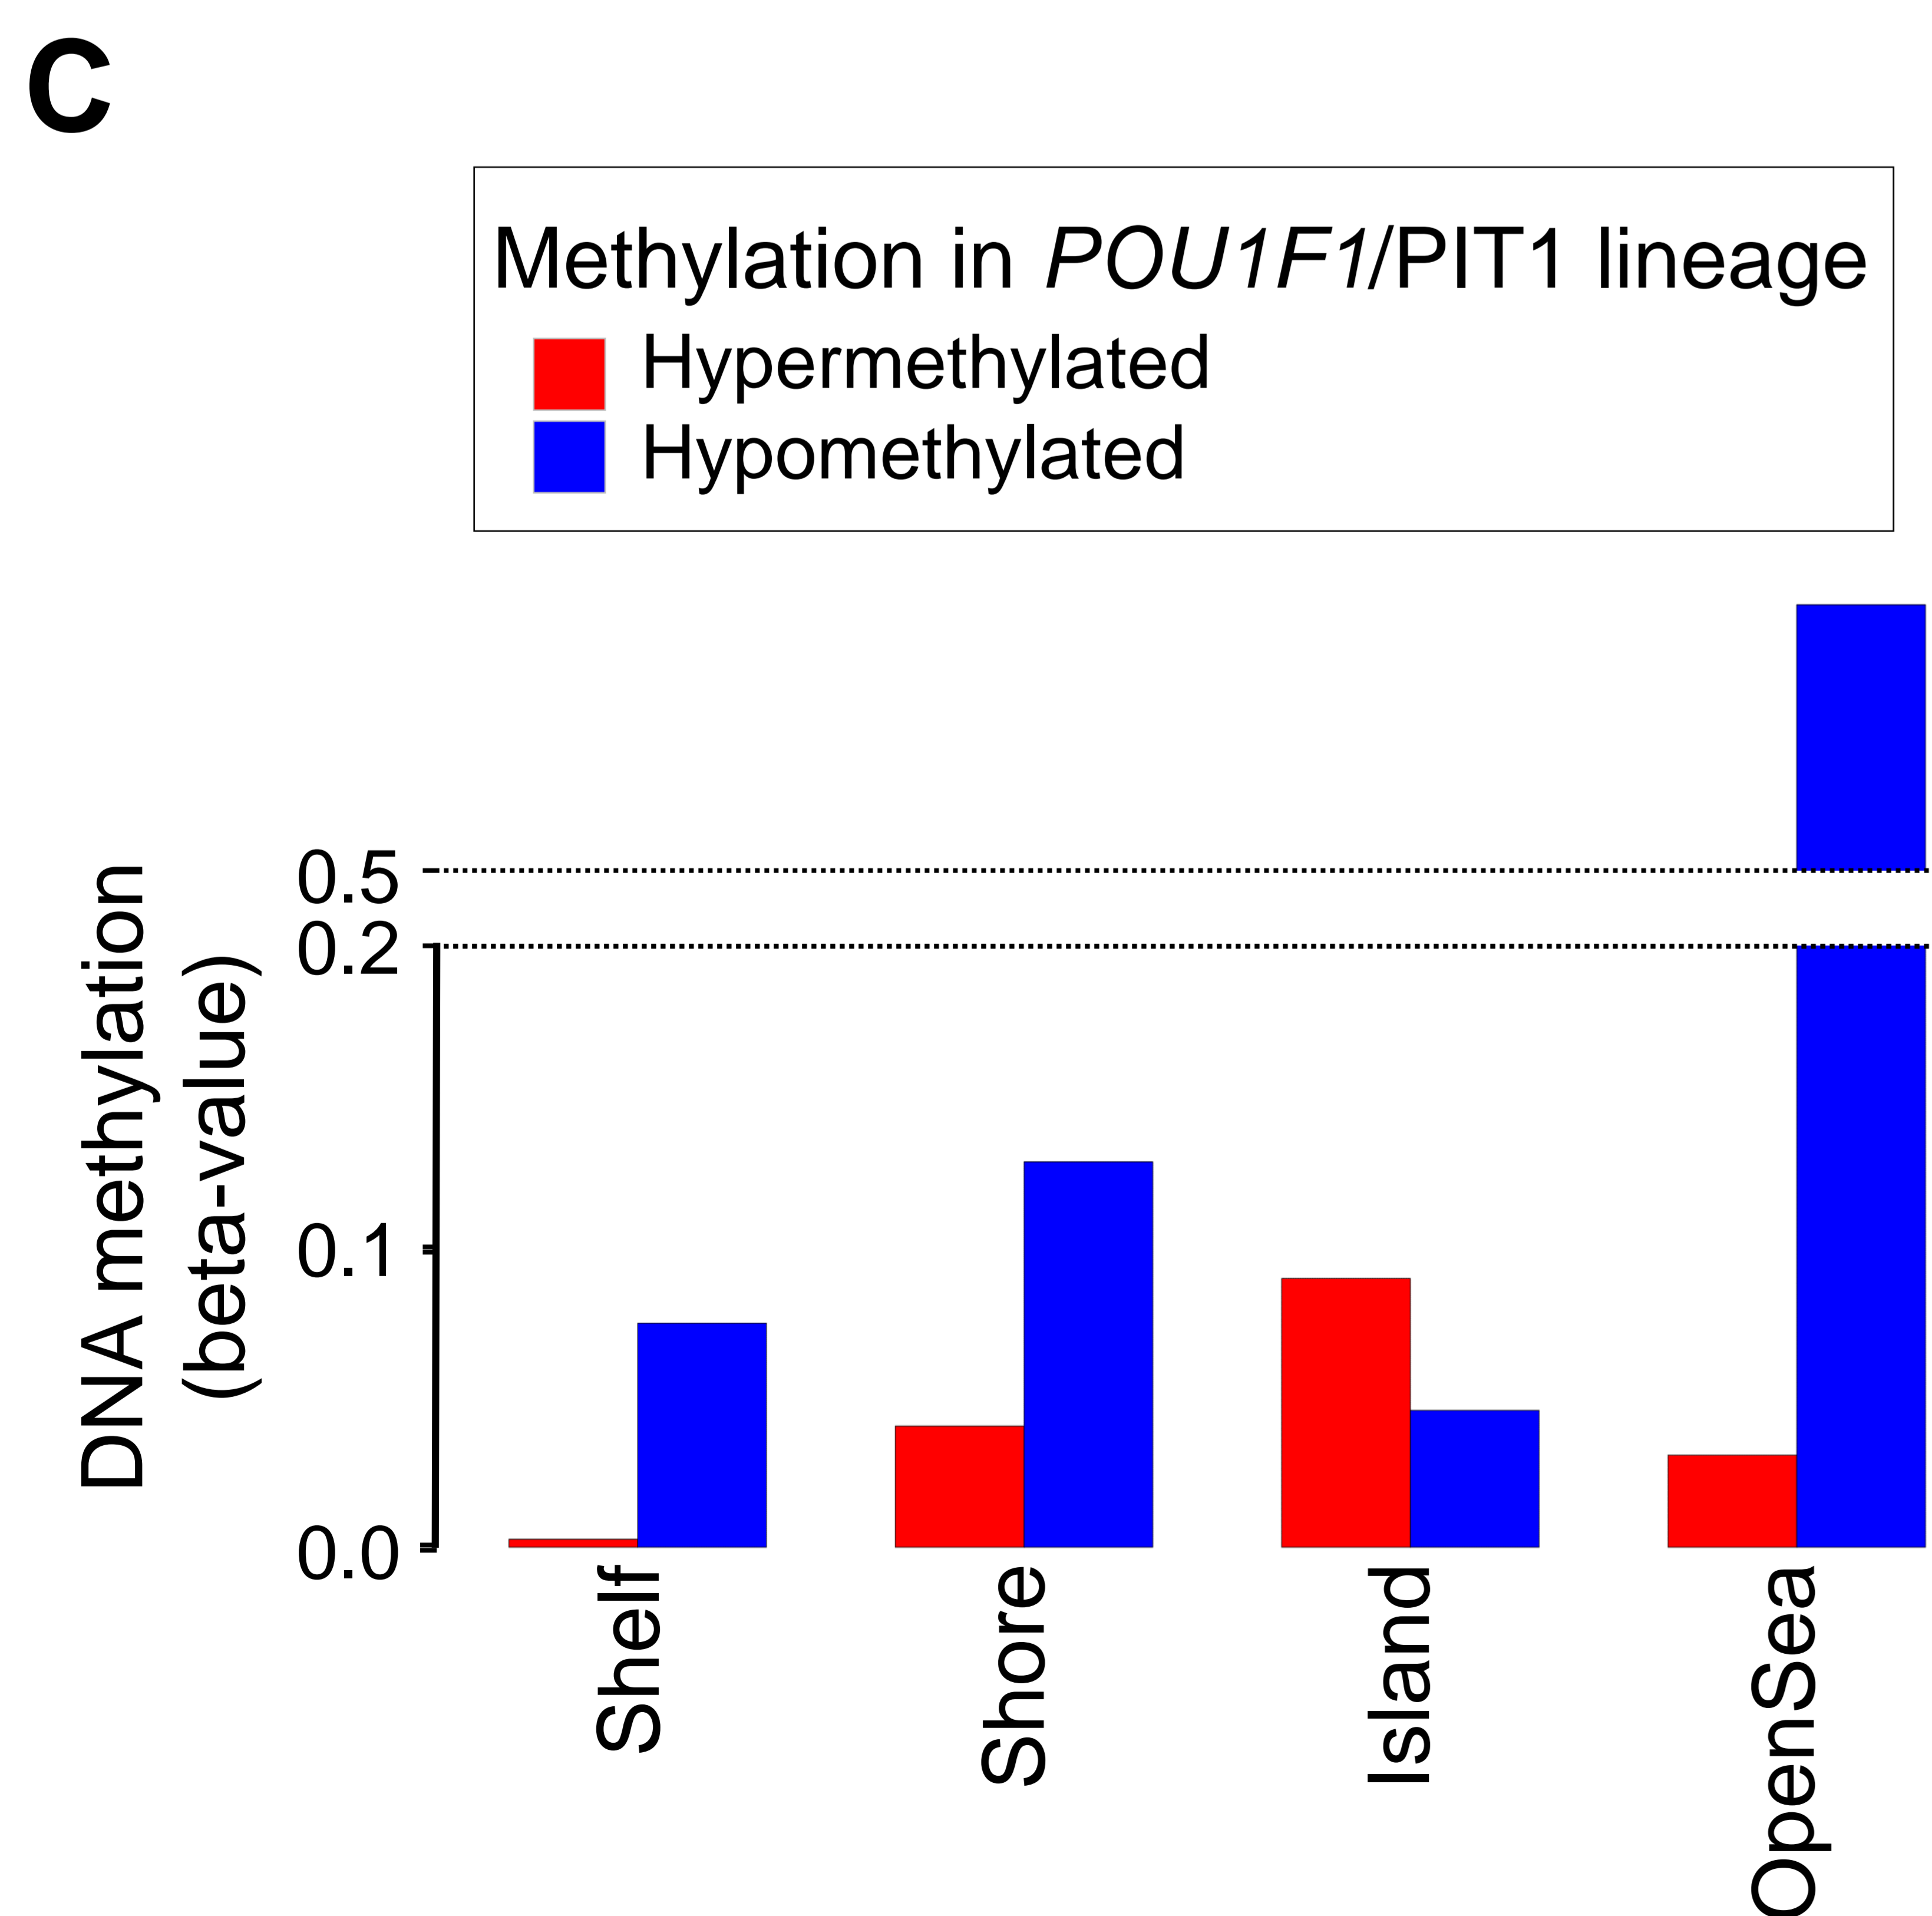 C
Methylation in POU1F1/PIT1 lineage
Hypermethylated
Hypomethylated
DNA methylation
(beta-value)
0.5
0.2
0.1
0.0
Shelf
Shore
Island
OpenSea